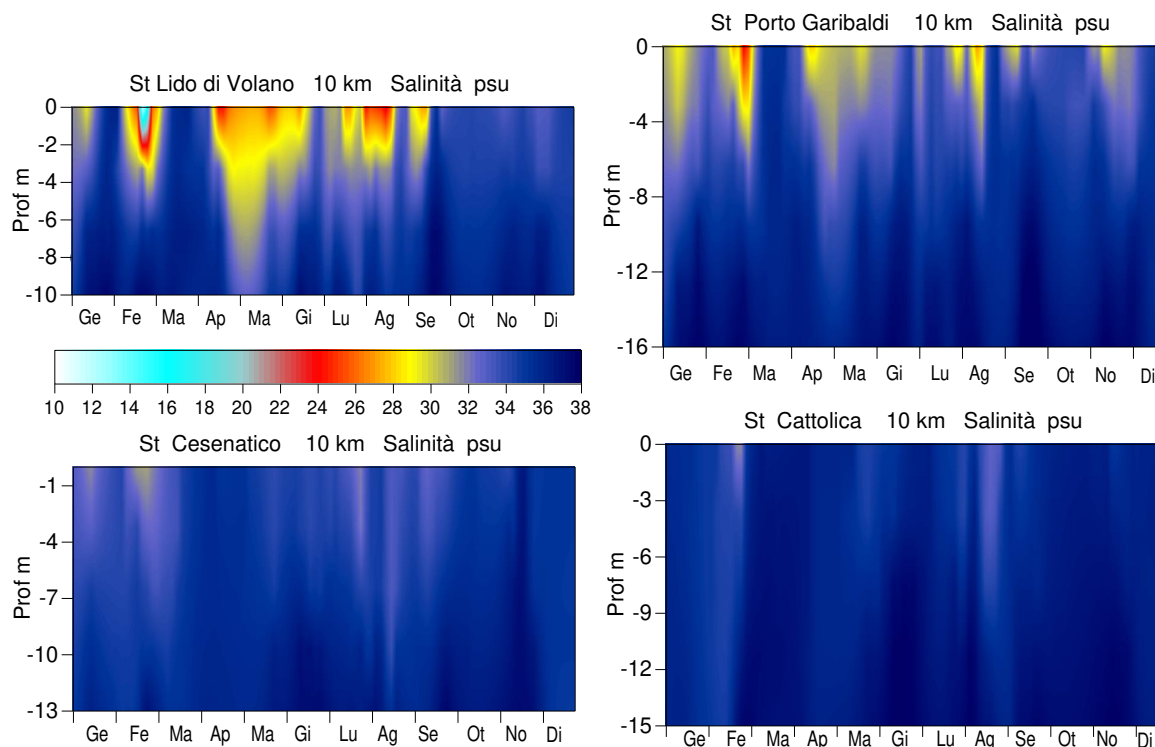 St Lido di Volano 10 km Salinità psu
Prof m
0
-2
-4
-6
-8
-10
Ge Fe Ma Ap Ma Gi Lu Ag Se Ot No Di
10 12 14 16 18 20 22 24 26 28 30 32 34 36 38
St Porto Garibaldi 10 km Salinità psu
Prof m
0
-4
-8
-12
-16
Ge Fe Ma Ap Ma Gi Lu Ag Se Ot No Di
St Cesenatico 10 km Salinità psu
Prof m
-1
-4
-7
-10
-13
Ge Fe Ma Ap Ma Gi Lu Ag Se Ot No Di
St Cattolica 10 km Salinità psu
Prof m
0
-3
-6
-9
-12
-15
Ge Fe Ma Ap Ma Gi Lu Ag Se Ot No Di